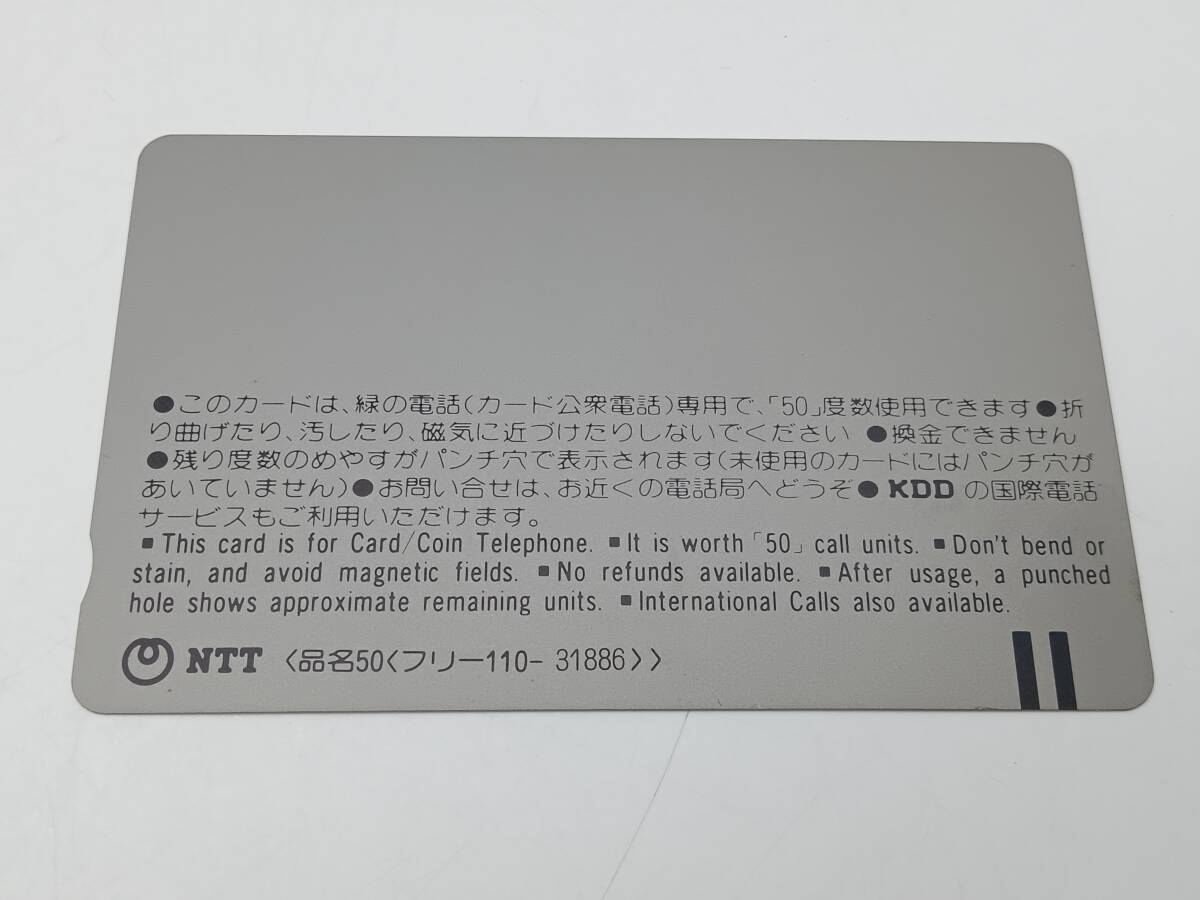 ●このカードは、緑の電話(カード公衆電話)専用で、「50」度数使用できます●折
り曲げたり、汚したり、磁気に近づけたりしないでください ●換金できません
●残り度数のめやすがパンチ穴で表示されます(未使用のカードにはパンチ穴が
あいていません)●お問い合せは、お近くの電話局へどうぞ● KDD の国際電話
サービスもご利用いただけます。
■This card is for Card/Coin Telephone. ■It is worth「50」call units. ■Don't bend or
stain, and avoid magnetic fields. ■No refunds available. ■After usage, a punched
hole shows approximate remaining units. ■International Calls also available.
NTT 〈品名50〈フリー110- 31886〉〉